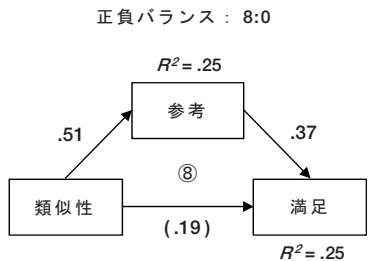 正負バランス： 8:0
R² = .25
参考
.51
.37
⑧
類似性
(.19)
満足
R² = .25